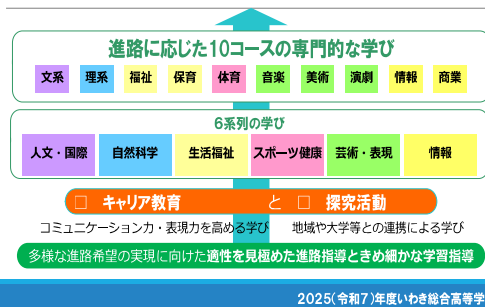 進路に応じた10コースの専門的な学び
文系 理系 福祉 保育 体育 音楽 美術 演劇 情報 商業
6系列の学び
人文・国際 自然科学 生活福祉 スポーツ健康 芸術・表現 情報
□ キャリア教育 と □ 探究活動
コミュニケーション力・表現力を高める学び 地域や大学等との連携による学び
多様な進路希望の実現に向けた適性を見極めた進路指導ときめ細かな学習指導
2025(令和7)年度いわき総合高等学